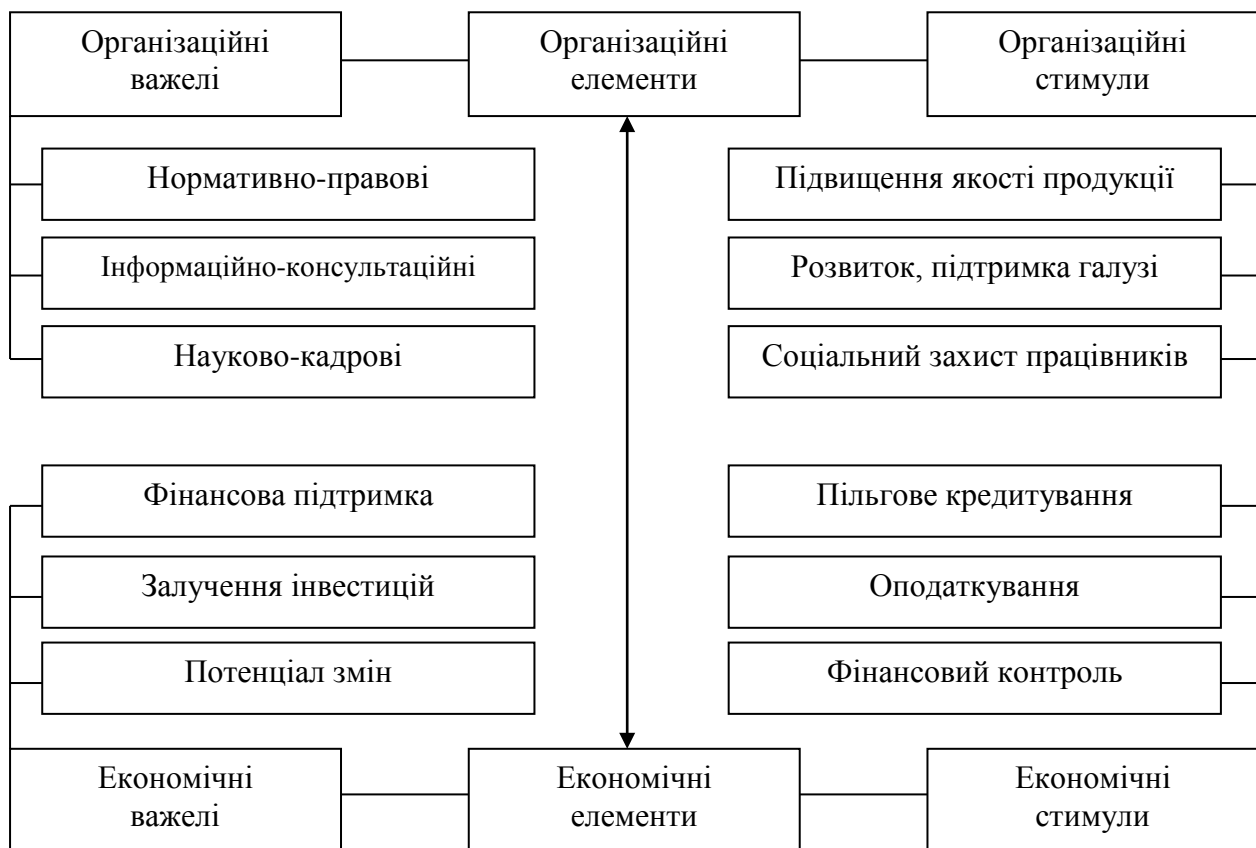 Організаційні
важелі
Організаційні
елементи
Організаційні
стимули
Нормативно-правові
Підвищення якості продукції
Інформаційно-консультаційні
Розвиток, підтримка галузі
Науково-кадрові
Соціальний захист працівників
Фінансова підтримка
Пільгове кредитування
Залучення інвестицій
Оподаткування
Потенціал змін
Фінансовий контроль
Економічні
важелі
Економічні
елементи
Економічні
стимули